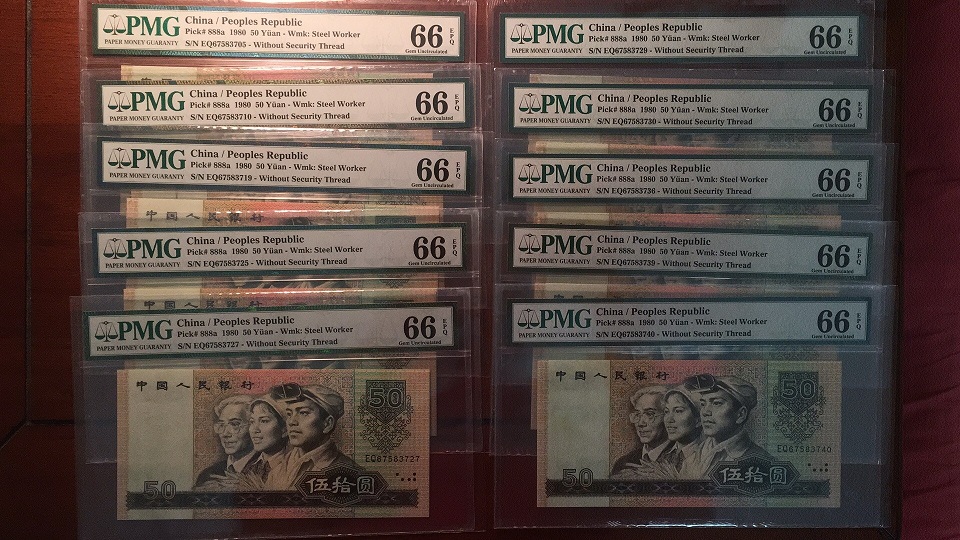 PMG
PAPER MONEY GUARANTY
China / Peoples Republic
Pick# 888a 1980 50 Yüan - Wmk: Steel Worker
S/N EQ67583705 - Without Security Thread
66 EPQ
Gem Uncirculated
PMG
PAPER MONEY GUARANTY
China / Peoples Republic
Pick# 888a 1980 50 Yüan - Wmk: Steel Worker
S/N EQ67583710 - Without Security Thread
66 EPQ
Gem Uncirculated
PMG
PAPER MONEY GUARANTY
China / Peoples Republic
Pick# 888a 1980 50 Yüan - Wmk: Steel Worker
S/N EQ67583719 - Without Security Thread
66 EPQ
Gem Uncirculated
中国人民银行
PMG
PAPER MONEY GUARANTY
China / Peoples Republic
Pick# 888a 1980 50 Yüan - Wmk: Steel Worker
S/N EQ67583725 - Without Security Thread
66 EPQ
Gem Uncirculated
PMG
PAPER MONEY GUARANTY
China / Peoples Republic
Pick# 888a 1980 50 Yüan - Wmk: Steel Worker
S/N EQ67583727 - Without Security Thread
66 EPQ
Gem Uncirculated
中国人民银行
50
EQ67583727
50
伍拾圆
PMG
PAPER MONEY GUARANTY
China / Peoples Republic
Pick# 888a 1980 50 Yüan - Wmk: Steel Worker
S/N EQ67583729 - Without Security Thread
66 EPQ
Gem Uncirculated
PMG
PAPER MONEY GUARANTY
China / Peoples Republic
Pick# 888a 1980 50 Yüan - Wmk: Steel Worker
S/N EQ67583730 - Without Security Thread
66 EPQ
Gem Uncirculated
PMG
PAPER MONEY GUARANTY
China / Peoples Republic
Pick# 888a 1980 50 Yüan - Wmk: Steel Worker
S/N EQ67583736 - Without Security Thread
66 EPQ
Gem Uncirculated
PMG
PAPER MONEY GUARANTY
China / Peoples Republic
Pick# 888a 1980 50 Yüan - Wmk: Steel Worker
S/N EQ67583739 - Without Security Thread
66 EPQ
Gem Uncirculated
PMG
PAPER MONEY GUARANTY
China / Peoples Republic
Pick# 888a 1980 50 Yüan - Wmk: Steel Worker
S/N EQ67583740 - Without Security Thread
66 EPQ
Gem Uncirculated
中国人民银行
50
EQ67583740
50
伍拾圆